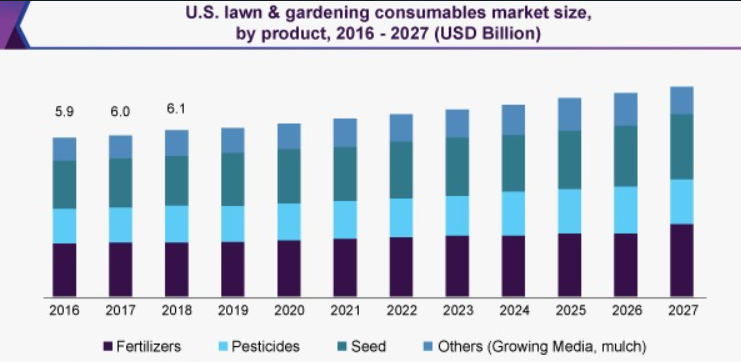 U.S. lawn & gardening consumables market size,
by product, 2016 - 2027 (USD Billion)
5.9 6.0 6.1
2016 2017 2018 2019 2020 2021 2022 2023 2024 2025 2026 2027
Fertilizers Pesticides Seed Others (Growing Media, mulch)